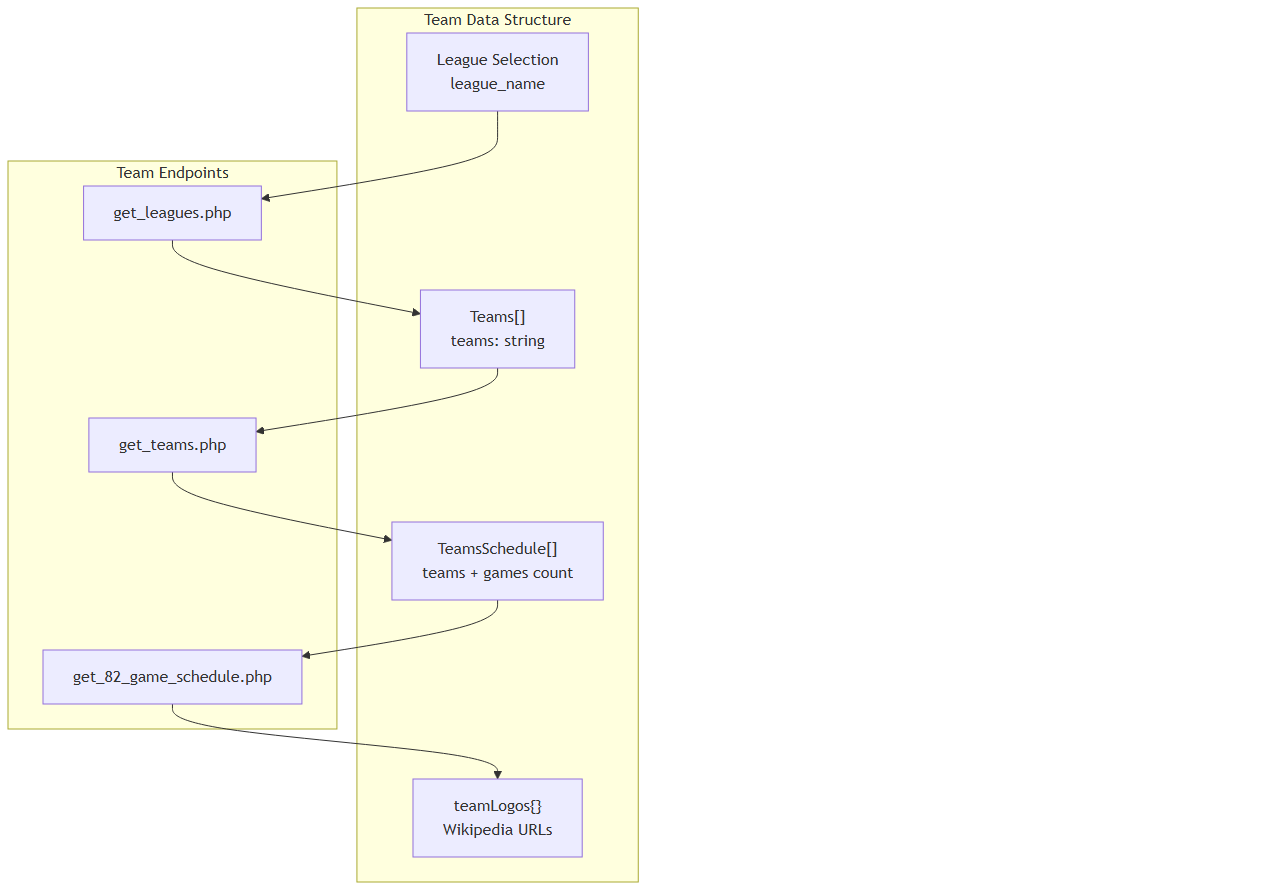 Team Data Structure
League Selection
league_name
Team Endpoints
get_leagues.php
Teams[]
teams: string
get_teams.php
TeamsSchedule[]
teams + games count
get_82_game_schedule.php
teamLogos{}
Wikipedia URLs